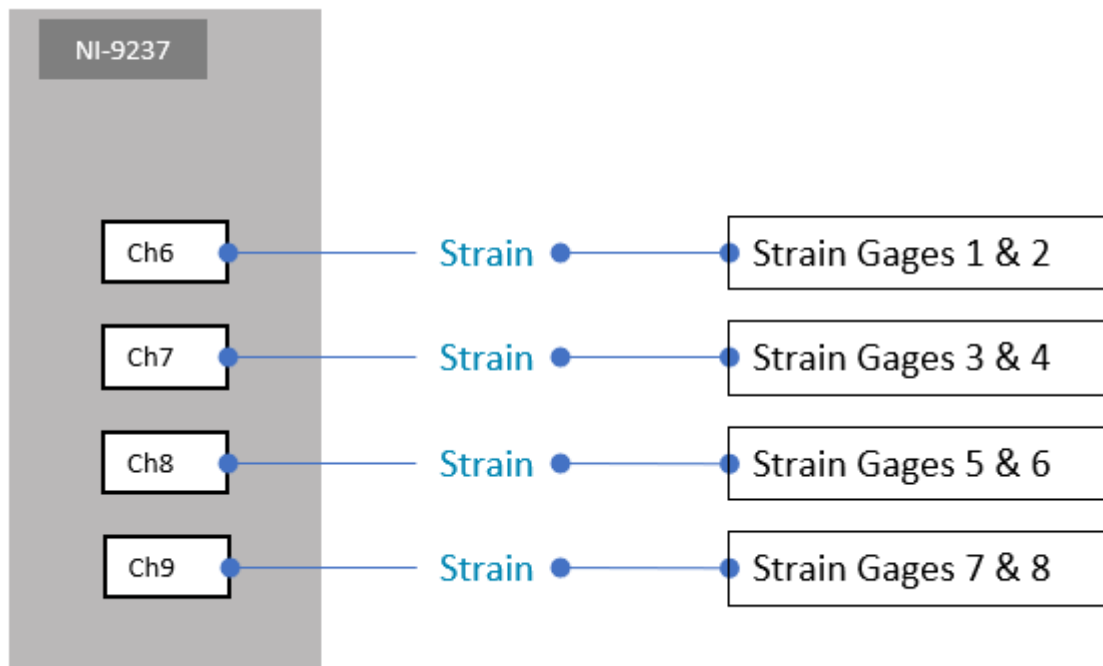 NI-9237
Ch6 Strain Strain Gages 1 & 2
Ch7 Strain Strain Gages 3 & 4
Ch8 Strain Strain Gages 5 & 6
Ch9 Strain Strain Gages 7 & 8